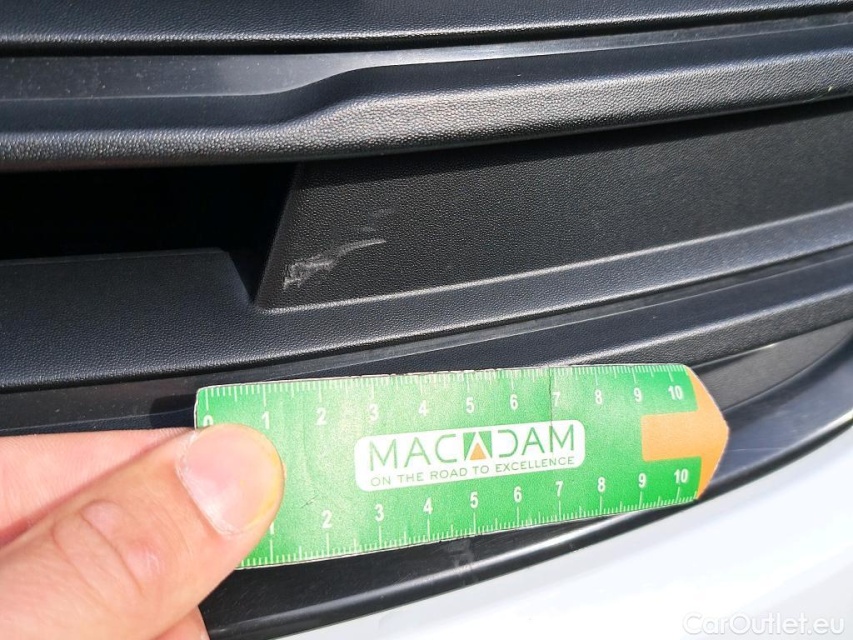 0 1 2 3 4 5 6 7 8 9 10
MACADAM
ON THE ROAD TO EXCELLENCE
2 3 4 5 6 7 8 9 10
CarOutlet.eu